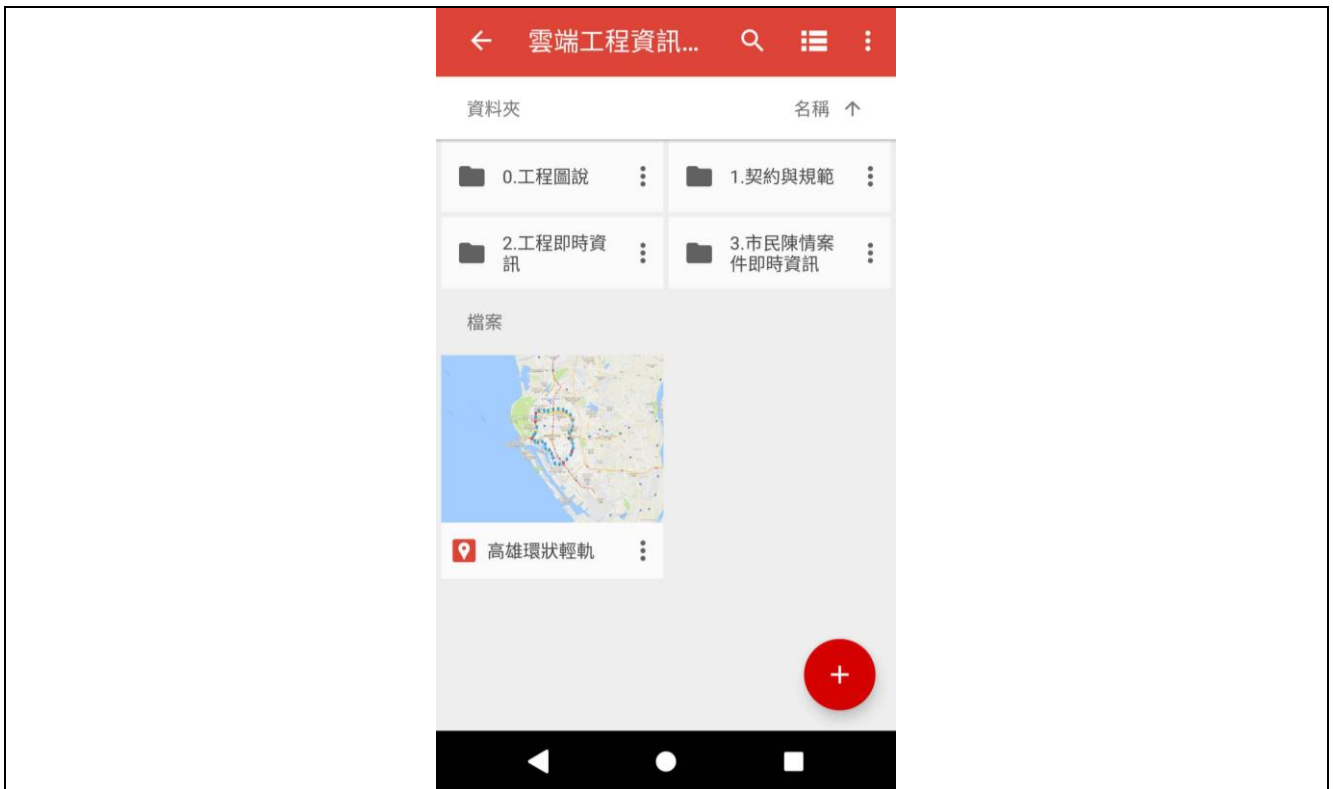 雲端工程資訊...
資料夾
名稱
0.工程圖說
1.契約與規範
2.工程即時資
訊
3.市民陳情案
件即時資訊
檔案
高雄環狀輕軌